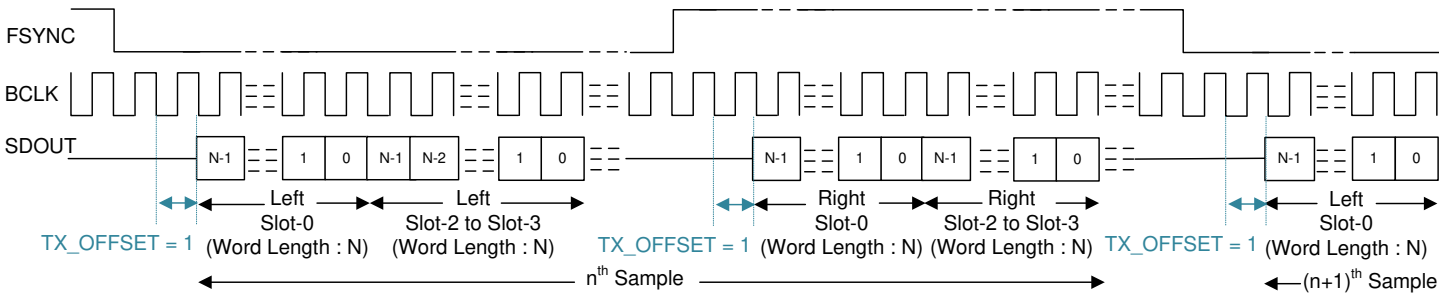 FSYNC
BCLK
SDOUT
N-1 1 0 N-1 N-2 1 0 N-1 1 0 N-1 1 0 N-1 1 0
Left Left Right Right Left
Slot-0 Slot-2 to Slot-3 Slot-0 Slot-2 to Slot-3 Slot-0
TX_OFFSET = 1 (Word Length : N) (Word Length : N) TX_OFFSET = 1 (Word Length : N) (Word Length : N) TX_OFFSET = 1 (Word Length : N)
nth Sample (n+1)th Sample